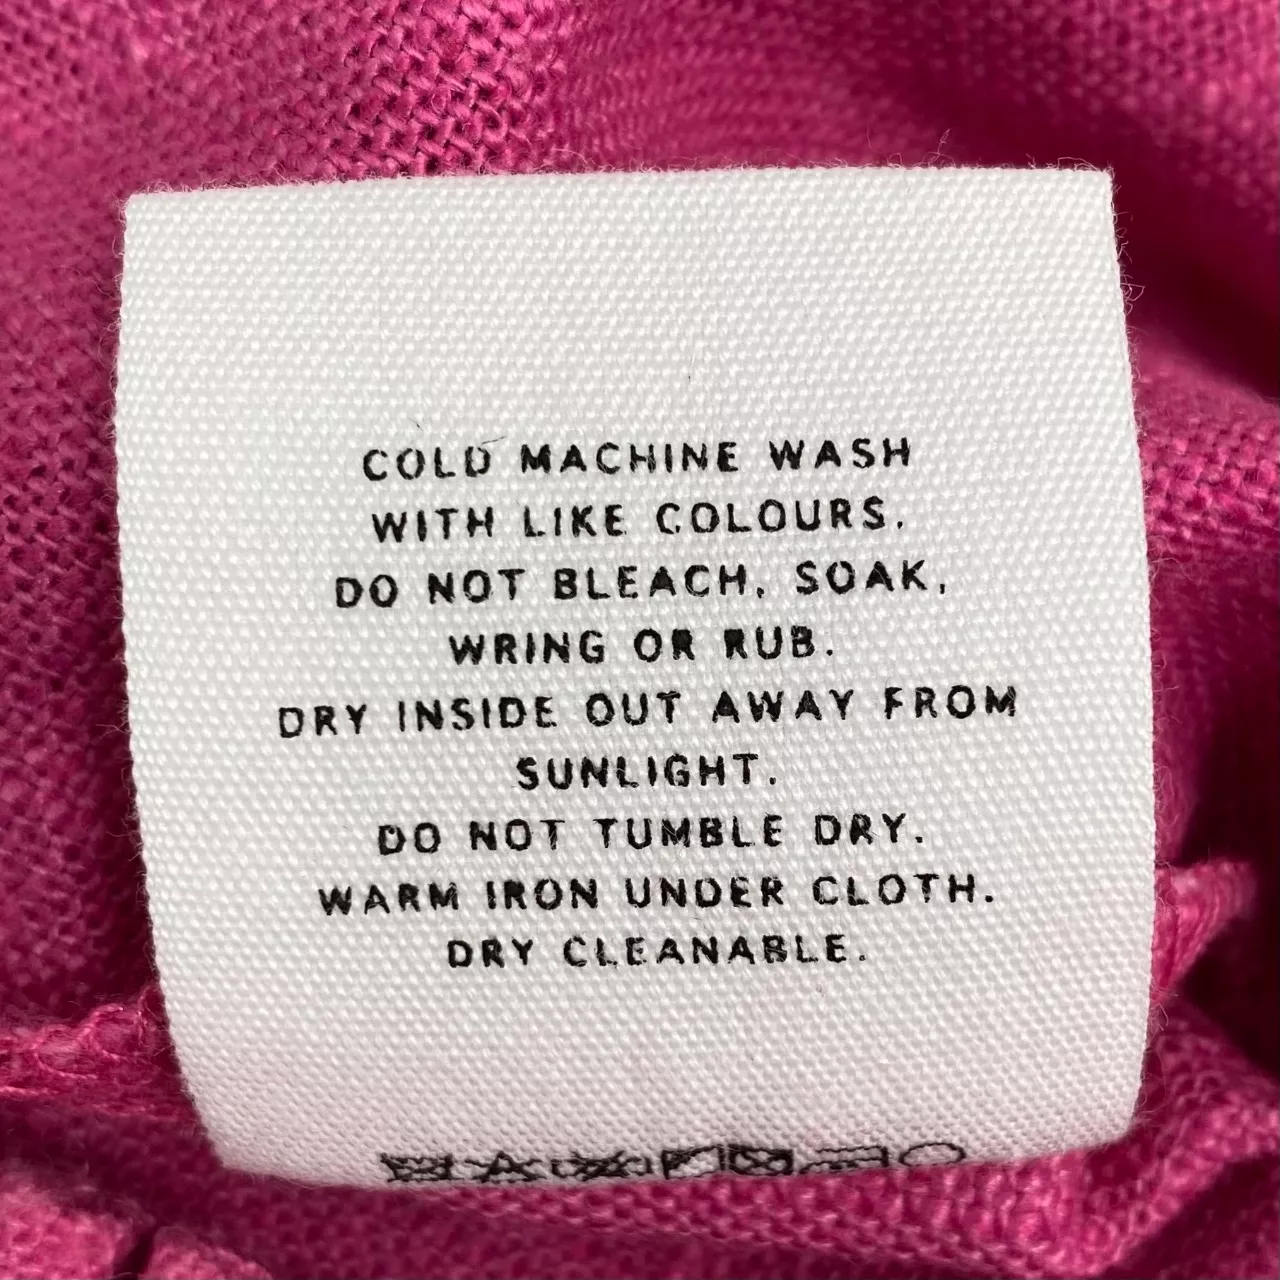 COLD MACHINE WASH
WITH LIKE COLOURS.
DO NOT BLEACH, SOAK,
WRING OR RUB.
DRY INSIDE OUT AWAY FROM
SUNLIGHT.
DO NOT TUMBLE DRY.
WARM IRON UNDER CLOTH.
DRY CLEANABLE.